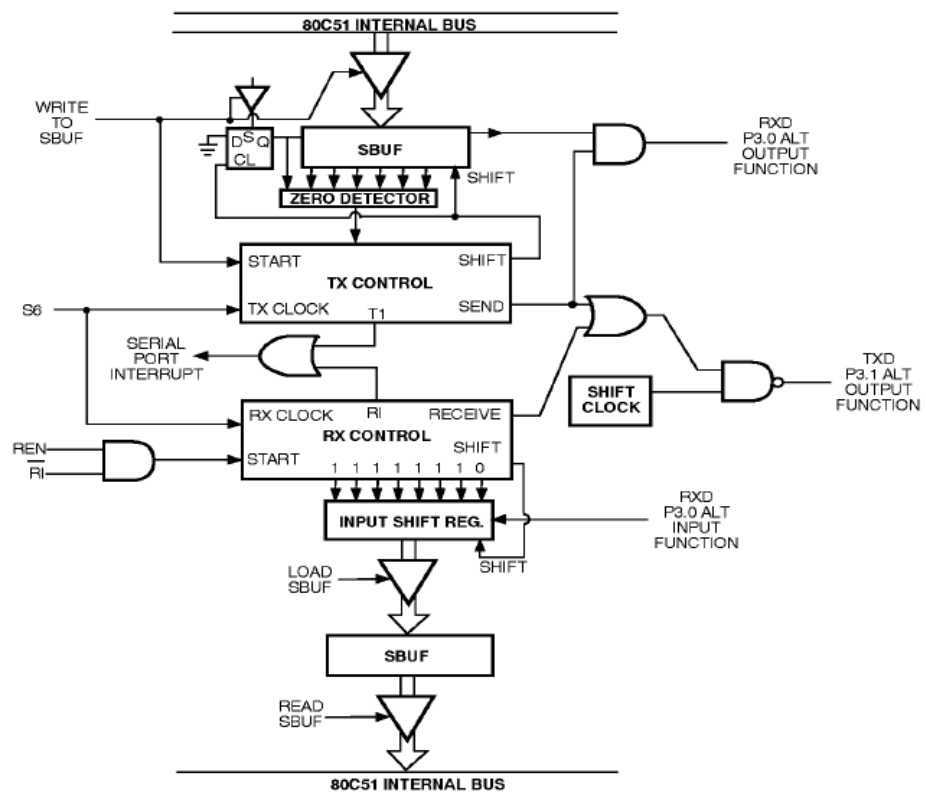 80C51 INTERNAL BUS
WRITE
TO
SBUF
D S Q
CL
SBUF
SHIFT
ZERO DETECTOR
RXD
P3.0 ALT
OUTPUT
FUNCTION
START
SHIFT
TX CONTROL
TX CLOCK
T1
SEND
S6
SERIAL
PORT
INTERRUPT
SHIFT
CLOCK
TXD
P3.1 ALT
OUTPUT
FUNCTION
RX CLOCK
RI
RECEIVE
RX CONTROL
SHIFT
START
1 1 1 1 1 1 1 0
REN
R̅I̅
INPUT SHIFT REG.
RXD
P3.0 ALT
INPUT
FUNCTION
SHIFT
LOAD
SBUF
SBUF
READ
SBUF
80C51 INTERNAL BUS